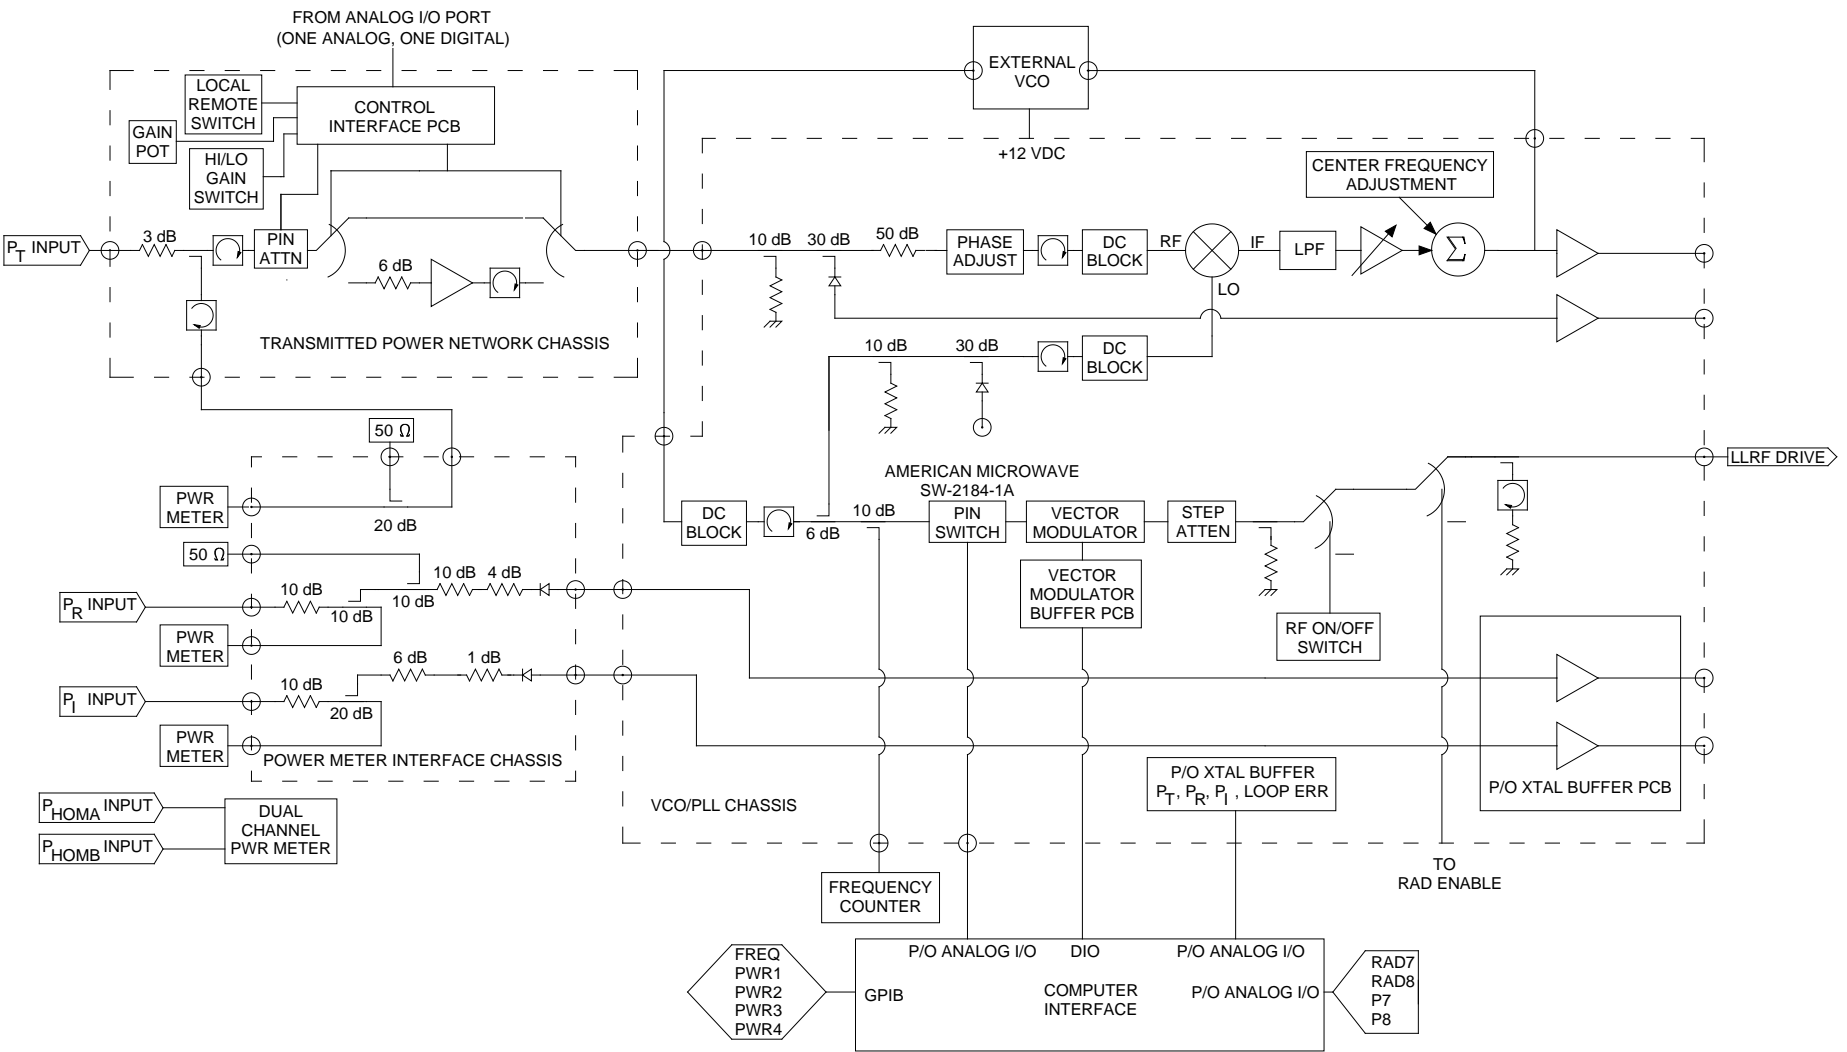 FROM ANALOG I/O PORT
(ONE ANALOG, ONE DIGITAL)
LOCAL
REMOTE
SWITCH
GAIN
POT
HI/LO
GAIN
SWITCH
CONTROL
INTERFACE PCB
EXTERNAL
VCO
+12 VDC
CENTER FREQUENCY
ADJUSTMENT
PT INPUT
3 dB
PIN
ATTN
6 dB
TRANSMITTED POWER NETWORK CHASSIS
10 dB
30 dB
50 dB
PHASE
ADJUST
DC
BLOCK
RF
IF
LO
LPF
Σ
10 dB
30 dB
DC
BLOCK
50 Ω
PWR
METER
20 dB
50 Ω
PR INPUT
10 dB
10 dB
10 dB
10 dB
4 dB
PWR
METER
PI INPUT
10 dB
20 dB
6 dB
1 dB
PWR
METER
POWER METER INTERFACE CHASSIS
PHOMA INPUT
PHOMB INPUT
DUAL
CHANNEL
PWR METER
DC
BLOCK
6 dB
10 dB
AMERICAN MICROWAVE
SW-2184-1A
PIN
SWITCH
VECTOR
MODULATOR
STEP
ATTEN
VECTOR
MODULATOR
BUFFER PCB
RF ON/OFF
SWITCH
LLRF DRIVE
P/O XTAL BUFFER PCB
P/O XTAL BUFFER
PT, PR, PI , LOOP ERR
VCO/PLL CHASSIS
TO
RAD ENABLE
FREQUENCY
COUNTER
FREQ
PWR1
PWR2
PWR3
PWR4
GPIB
P/O ANALOG I/O
DIO
P/O ANALOG I/O
COMPUTER
INTERFACE
P/O ANALOG I/O
RAD7
RAD8
P7
P8